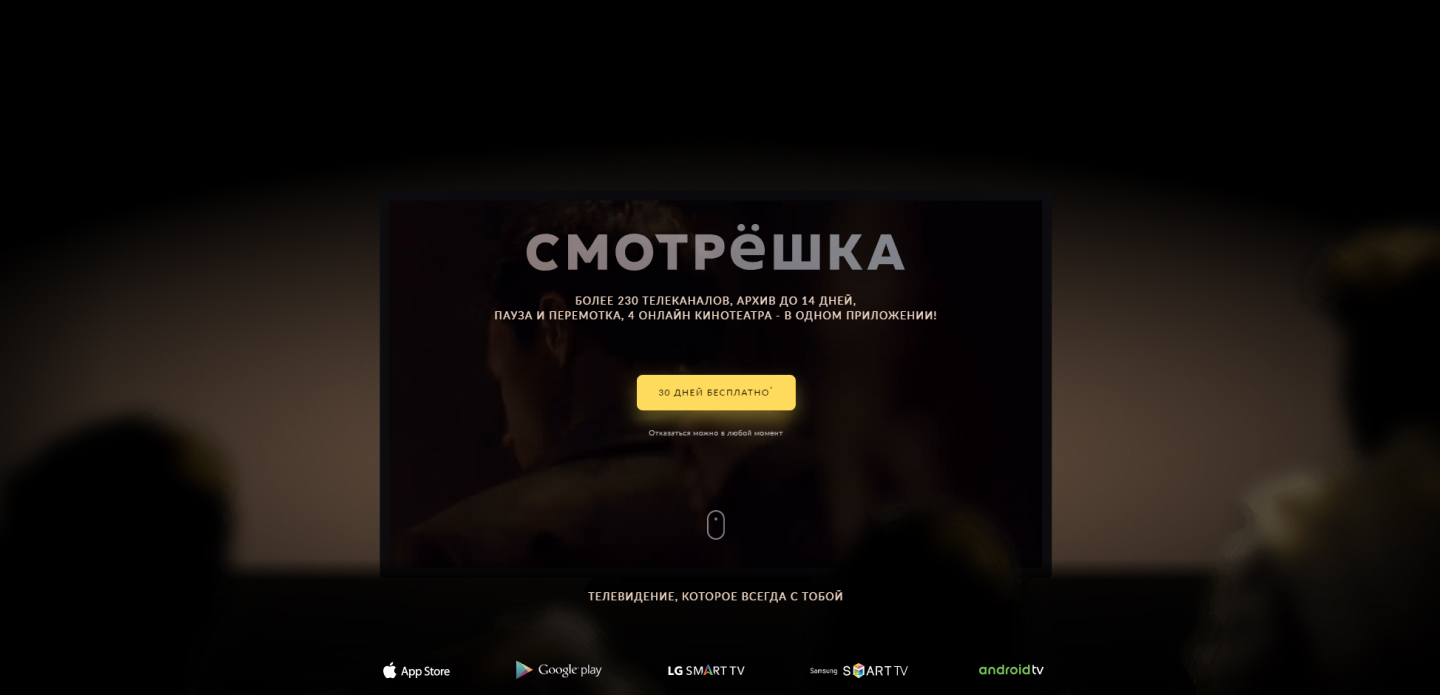 СМОТРЁШКА
БОЛЕЕ 230 ТЕЛЕКАНАЛОВ, АРХИВ ДО 14 ДНЕЙ,
ПАУЗА И ПЕРЕМОТКА, 4 ОНЛАЙН КИНОТЕАТРА - В ОДНОМ ПРИЛОЖЕНИИ!
30 ДНЕЙ БЕСПЛАТНО*
Отказаться можно в любой момент
ТЕЛЕВИДЕНИЕ, КОТОРОЕ ВСЕГДА С ТОБОЙ
App Store Google play LG SMART TV Samsung SMART TV androidtv